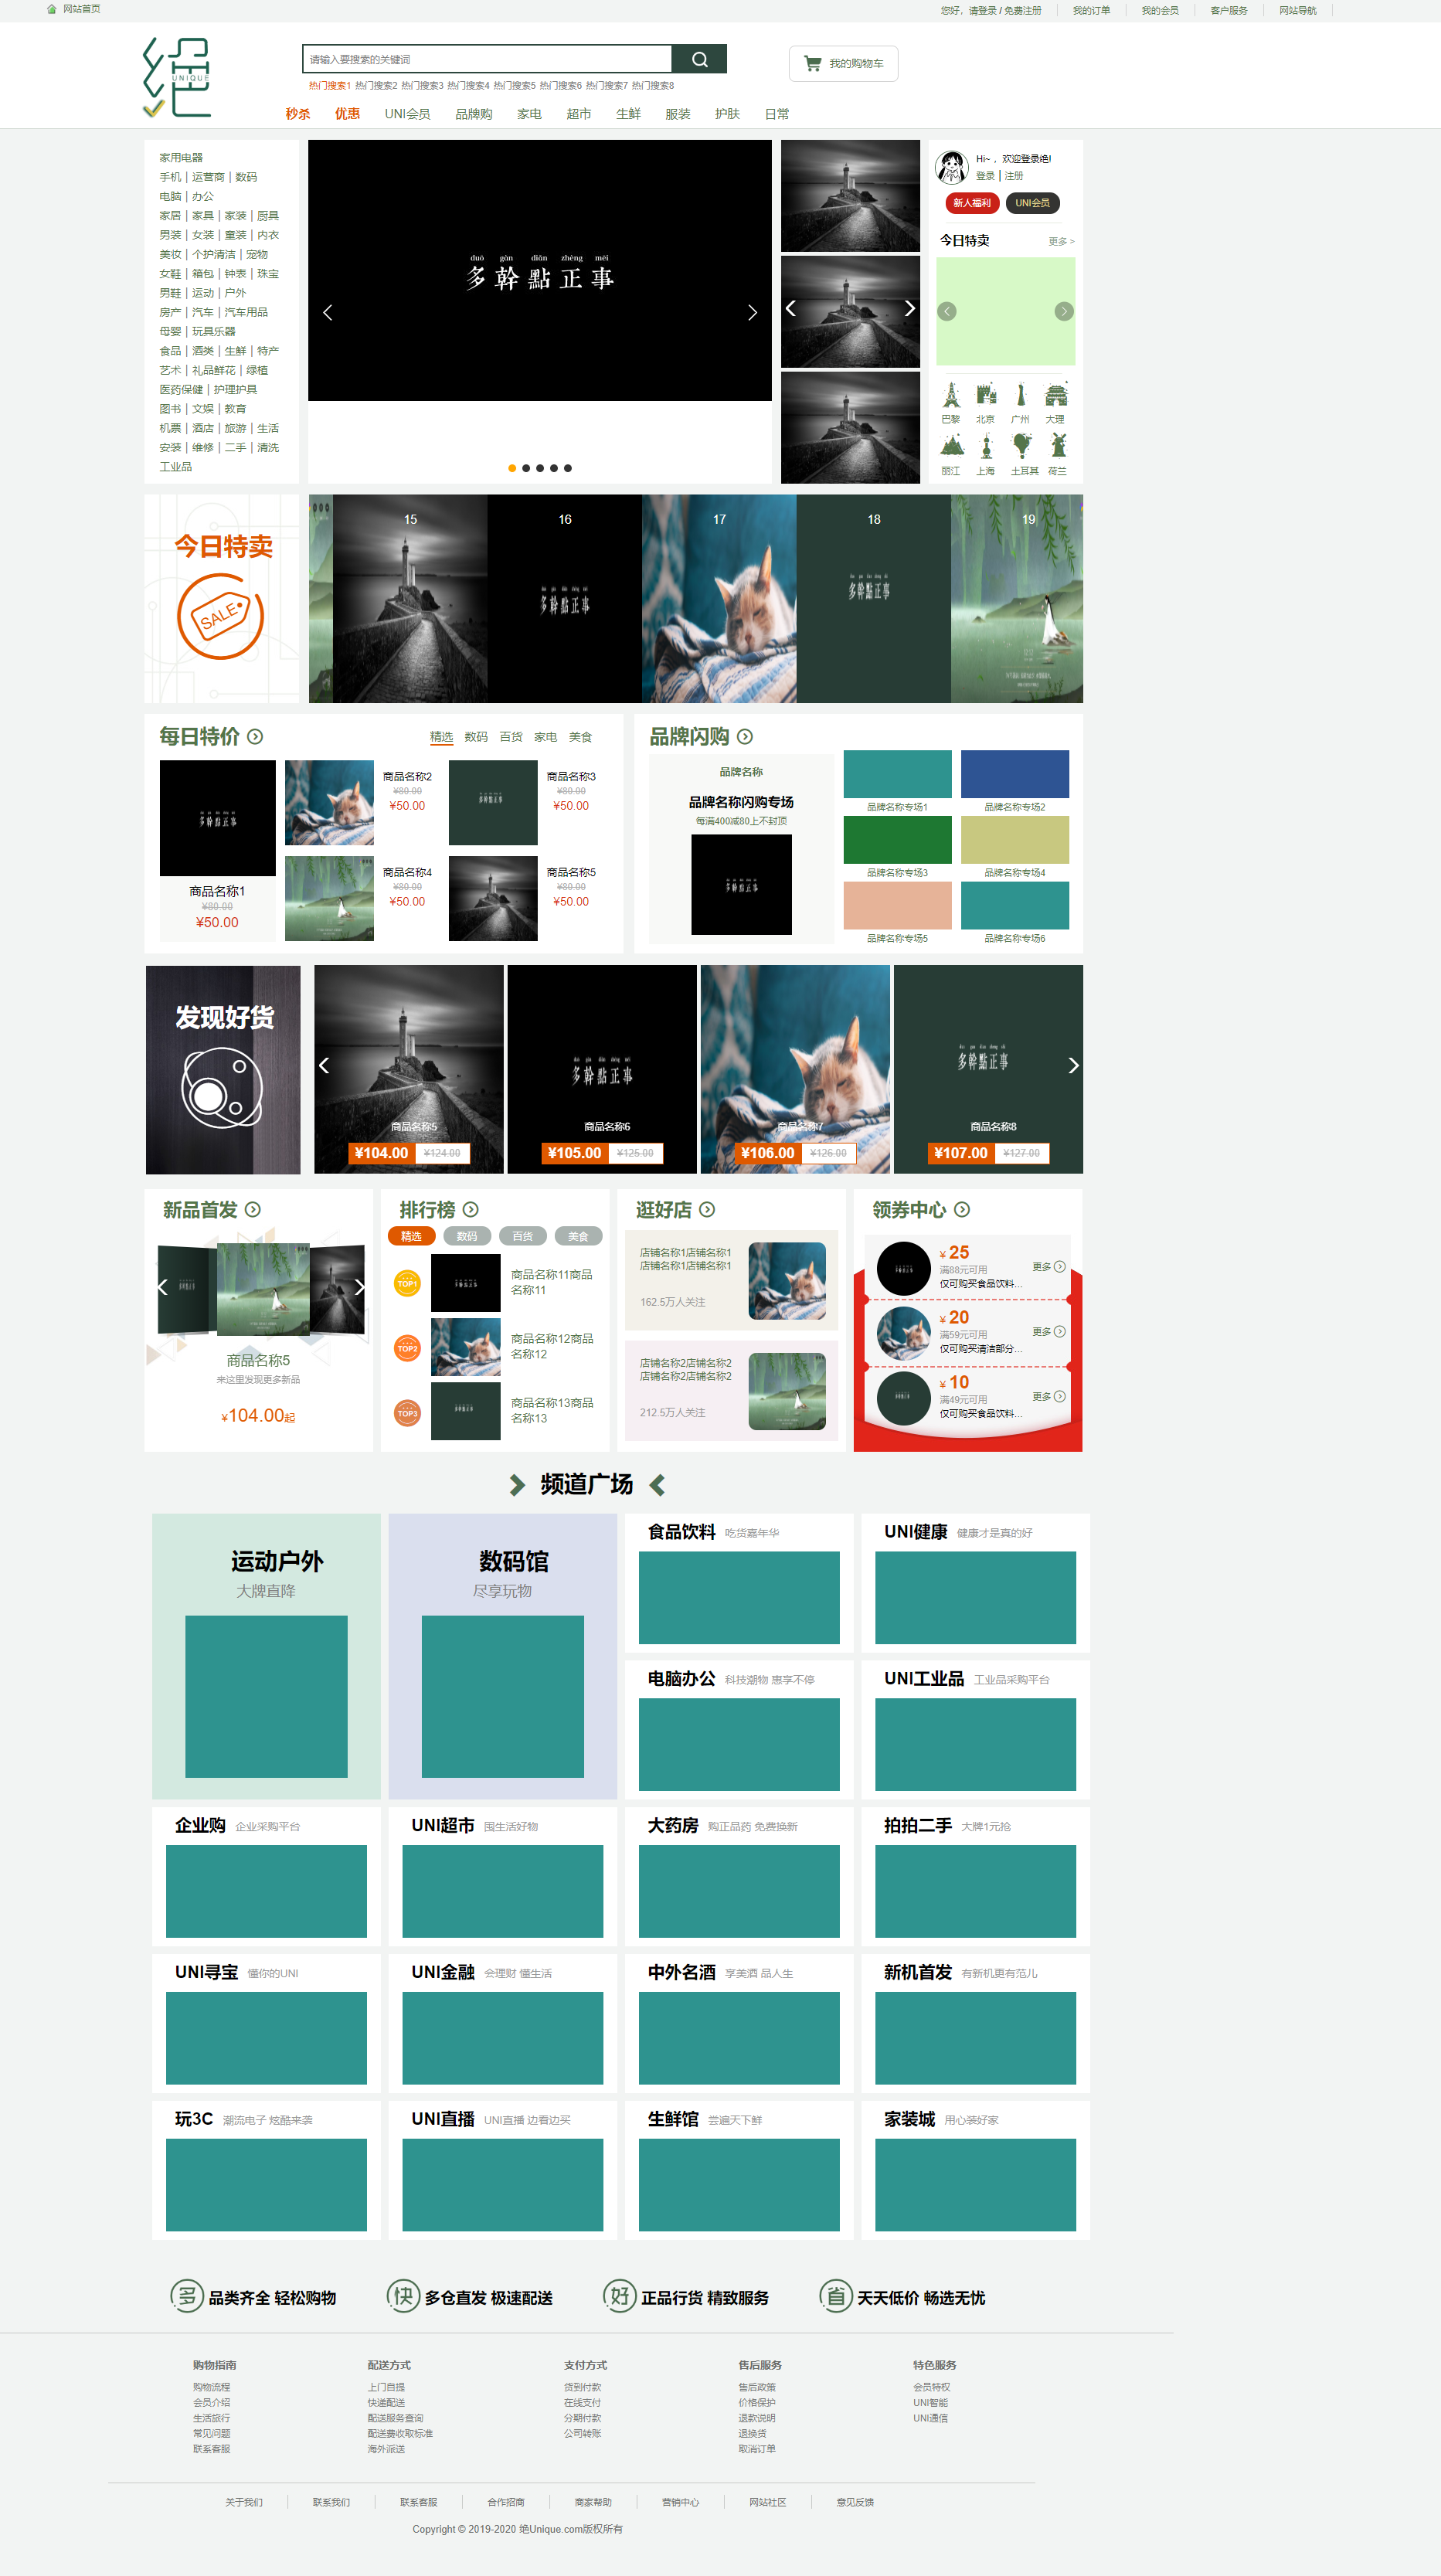 网站首页
您好，请登录 / 免费注册 我的订单 我的会员 客户服务 网站导航
绝
UNIQUE
请输入要搜索的关键词
我的购物车
热门搜索1 热门搜索2 热门搜索3 热门搜索4 热门搜索5 热门搜索6 热门搜索7 热门搜索8
秒杀 优惠 UNI会员 品牌购 家电 超市 生鲜 服装 护肤 日常
家用电器
手机 | 运营商 | 数码
电脑 | 办公
家居 | 家具 | 家装 | 厨具
男装 | 女装 | 童装 | 内衣
美妆 | 个护清洁 | 宠物
女鞋 | 箱包 | 钟表 | 珠宝
男鞋 | 运动 | 户外
房产 | 汽车 | 汽车用品
母婴 | 玩具乐器
食品 | 酒类 | 生鲜 | 特产
艺术 | 礼品鲜花 | 绿植
医药保健 | 护理护具
图书 | 文娱 | 教育
机票 | 酒店 | 旅游 | 生活
安装 | 维修 | 二手 | 清洗
工业品
duō gàn diǎn zhèng mēi
多幹點正事
Hi~ ，欢迎登录绝!
登录 | 注册
新人福利 UNI会员
今日特卖 更多 >
巴黎 北京 广州 大理
丽江 上海 土耳其 荷兰
今日特卖
SALE
15 16 17 18 19
多幹點正事
多幹點正事
每日特价
精选 数码 百货 家电 美食
多幹點正事
商品名称1
¥80.00
¥50.00
商品名称2
¥80.00
¥50.00
多幹點正事
商品名称3
¥80.00
¥50.00
商品名称4
¥80.00
¥50.00
商品名称5
¥80.00
¥50.00
品牌闪购
品牌名称
品牌名称闪购专场
每满400减80上不封顶
多幹點正事
品牌名称专场1 品牌名称专场2
品牌名称专场3 品牌名称专场4
品牌名称专场5 品牌名称专场6
发现好货
多幹點正事
多幹點正事
商品名称5 商品名称6 商品名称7 商品名称8
¥104.00 ¥124.00 ¥105.00 ¥125.00 ¥106.00 ¥126.00 ¥107.00 ¥127.00
新品首发
商品名称5
来这里发现更多新品
¥104.00起
排行榜
精选 数码 百货 美食
TOP1
商品名称11商品
名称11
TOP2
商品名称12商品
名称12
TOP3
商品名称13商品
名称13
逛好店
店铺名称1店铺名称1
店铺名称1店铺名称1
162.5万人关注
店铺名称2店铺名称2
店铺名称2店铺名称2
212.5万人关注
领券中心
¥ 25
满88元可用
仅可购买食品饮料...
更多
¥ 20
满59元可用
仅可购买清洁部分...
更多
¥ 10
满49元可用
仅可购买食品饮料...
更多
频道广场
运动户外
大牌直降
数码馆
尽享玩物
食品饮料 吃货嘉年华
UNI健康 健康才是真的好
电脑办公 科技潮物 惠享不停
UNI工业品 工业品采购平台
企业购 企业采购平台
UNI超市 囤生活好物
大药房 购正品药 免费换新
拍拍二手 大牌1元抢
UNI寻宝 懂你的UNI
UNI金融 会理财 懂生活
中外名酒 享美酒 品人生
新机首发 有新机更有范儿
玩3C 潮流电子 炫酷来袭
UNI直播 UNI直播 边看边买
生鲜馆 尝遍天下鲜
家装城 用心装好家
多 品类齐全 轻松购物
快 多仓直发 极速配送
好 正品行货 精致服务
省 天天低价 畅选无忧
购物指南
购物流程
会员介绍
生活旅行
常见问题
联系客服
配送方式
上门自提
快递配送
配送服务查询
配送费收取标准
海外派送
支付方式
货到付款
在线支付
分期付款
公司转账
售后服务
售后政策
价格保护
退款说明
退换货
取消订单
特色服务
会员特权
UNI智能
UNI通信
关于我们 联系我们 联系客服 合作招商 商家帮助 营销中心 网站社区 意见反馈
Copyright © 2019-2020 绝Unique.com版权所有